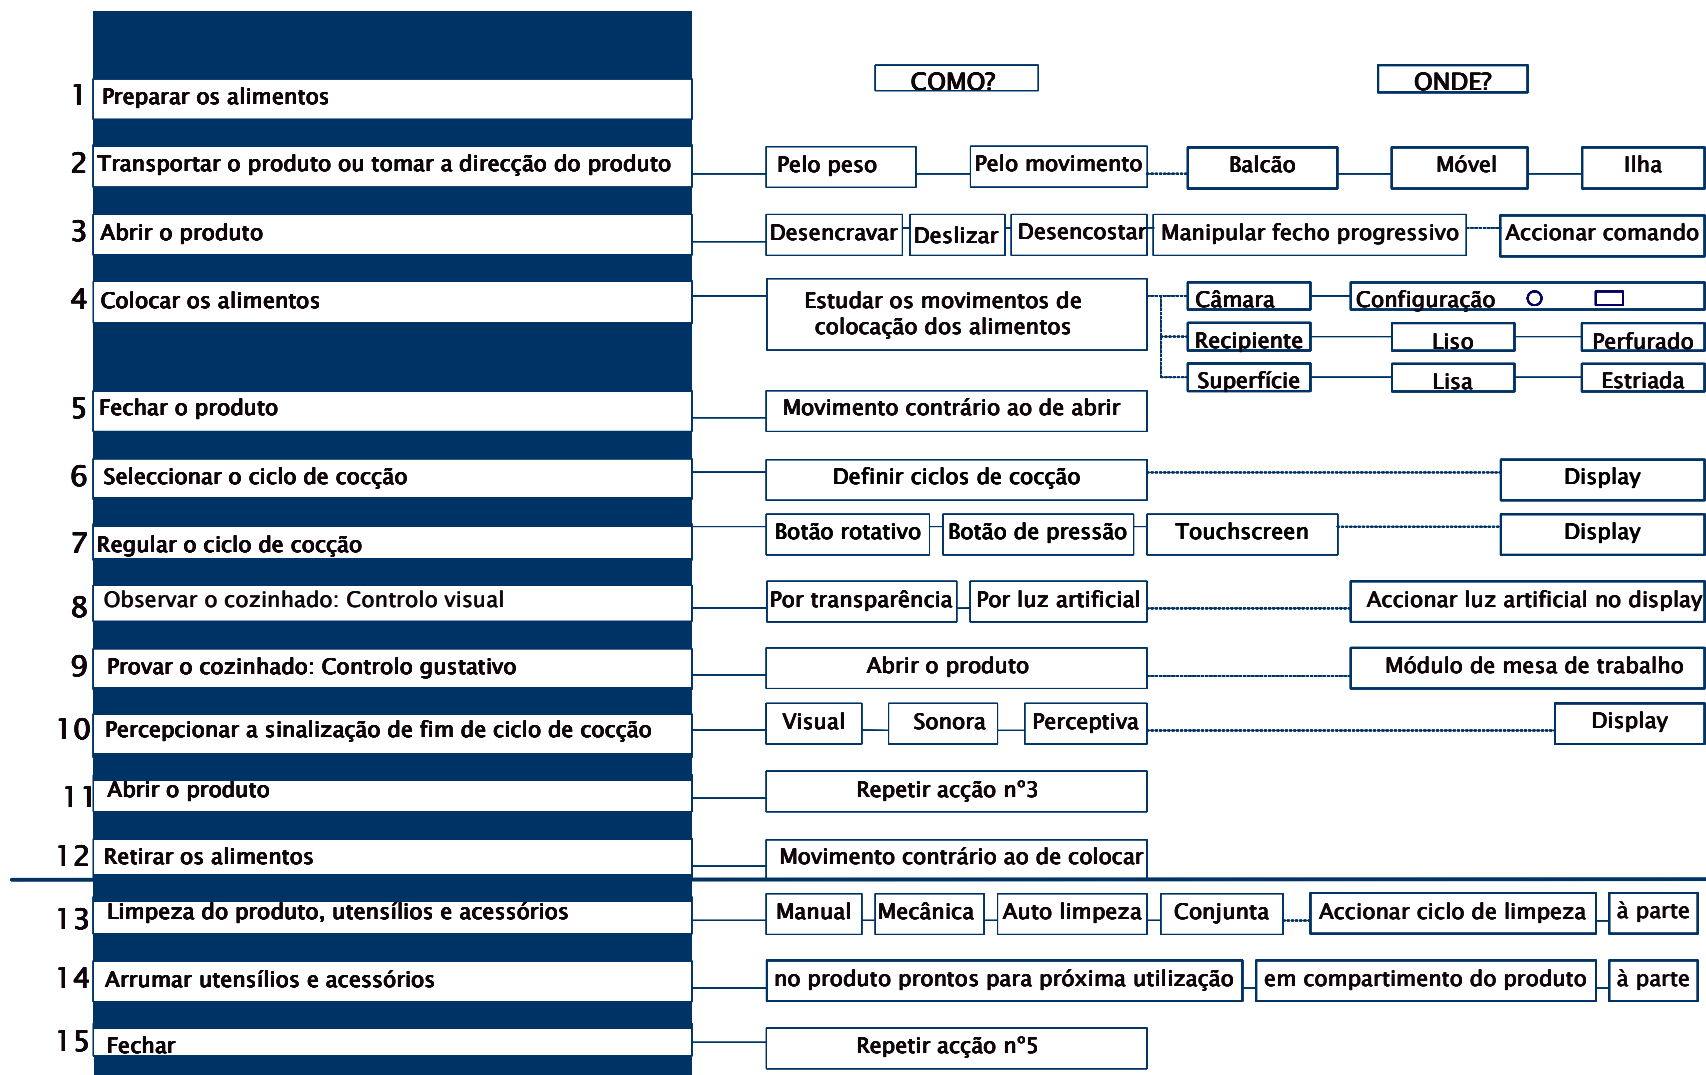 COMO? ONDE?
1 Preparar os alimentos
2 Transportar o produto ou tomar a direcção do produto Pelo peso Pelo movimento Balcão Móvel Ilha
3 Abrir o produto Desencravar Deslizar Desencostar Manipular fecho progressivo Accionar comando
4 Colocar os alimentos Estudar os movimentos de Câmara Configuração
colocação dos alimentos
Recipiente Liso Perfurado
Superfície Lisa Estriada
5 Fechar o produto Movimento contrário ao de abrir
6 Seleccionar o ciclo de cocção Definir ciclos de cocção Display
7 Regular o ciclo de cocção Botão rotativo Botão de pressão Touchscreen Display
8 Observar o cozinhado: Controlo visual Por transparência Por luz artificial Accionar luz artificial no display
9 Provar o cozinhado: Controlo gustativo Abrir o produto Módulo de mesa de trabalho
10 Percepcionar a sinalização de fim de ciclo de cocção Visual Sonora Perceptiva Display
11 Abrir o produto Repetir acção nº3
12 Retirar os alimentos Movimento contrário ao de colocar
13 Limpeza do produto, utensílios e acessórios Manual Mecânica Auto limpeza Conjunta Accionar ciclo de limpeza à parte
14 Arrumar utensílios e acessórios no produto prontos para próxima utilização em compartimento do produto à parte
15 Fechar Repetir acção nº5